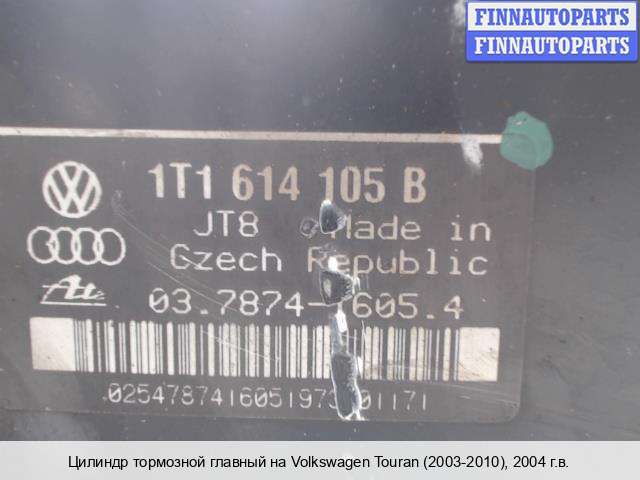 FINNAUTOPARTS
FINNAUTOPARTS
1T1 614 105 B
JT8 Made in
Czech Republic
Ate
03.7874- 605.4
Цилиндр тормозной главный на Volkswagen Touran (2003-2010), 2004 г.в.